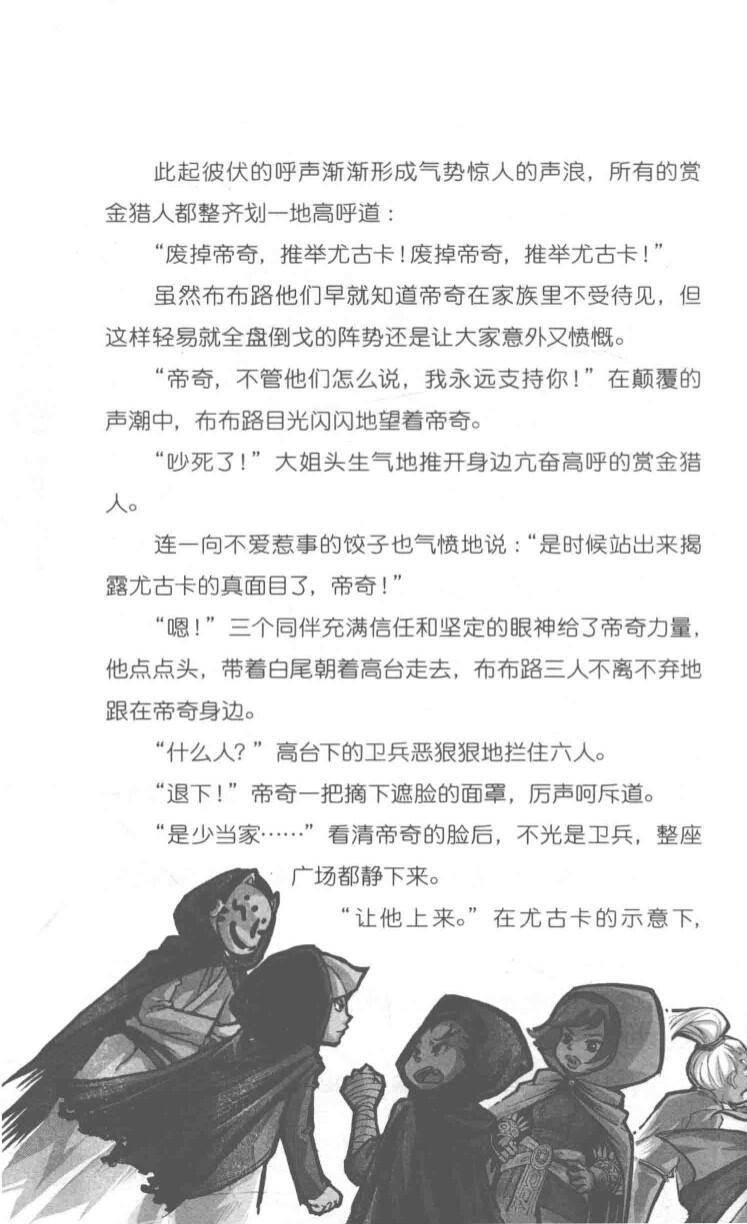 此起彼伏的呼声渐渐形成气势惊人的声浪，所有的赏
金猎人都整齐划一地高呼道：
“废掉帝奇，推举尤古卡！废掉帝奇，推举尤古卡！”
虽然布布路他们早就知道帝奇在家族里不受待见，但
这样轻易就全盘倒戈的阵势还是让大家意外又愤慨。
“帝奇，不管他们怎么说，我永远支持你！”在颠覆的
声潮中，布布路目光闪闪地望着帝奇。
“吵死了！”大姐头生气地推开身边亢奋高呼的赏金猎
人。
连一向不爱惹事的饺子也气愤地说：“是时候站出来揭
露尤古卡的真面目了，帝奇！”
“嗯！”三个同伴充满信任和坚定的眼神给了帝奇力量，
他点点头，带着白尾朝着高台走去，布布路三人不离不弃地
跟在帝奇身边。
“什么人？”高台下的卫兵恶狠狠地拦住六人。
“退下！”帝奇一把摘下遮脸的面罩，厉声呵斥道。
“是少当家……”看清帝奇的脸后，不光是卫兵，整座
广场都静下来。
“让他上来。”在尤古卡的示意下，